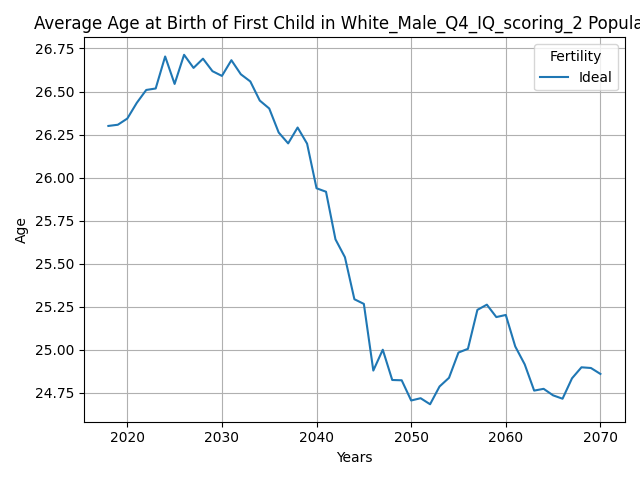 Average Age at Birth of First Child in White_Male_Q4_IQ_scoring_2 Popula
Fertility
Ideal
26.75
26.50
26.25
26.00
25.75
25.50
25.25
25.00
24.75
Age
2020 2030 2040 2050 2060 2070
Years